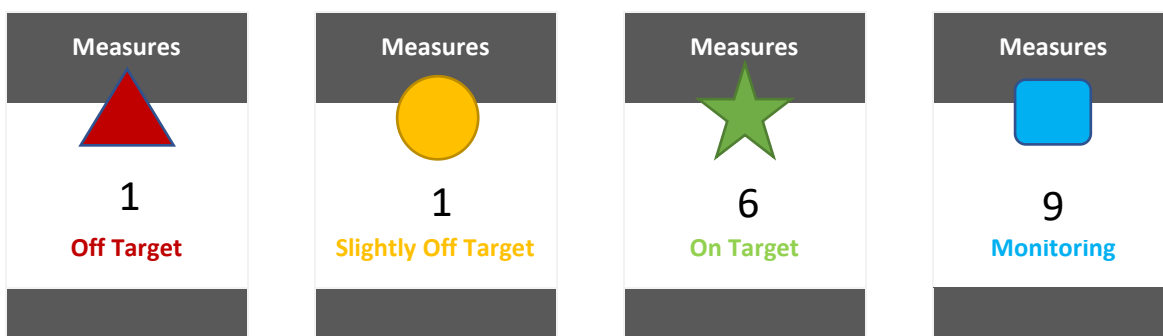 Measures
1
Off Target
Measures
1
Slightly Off Target
Measures
6
On Target
Measures
9
Monitoring